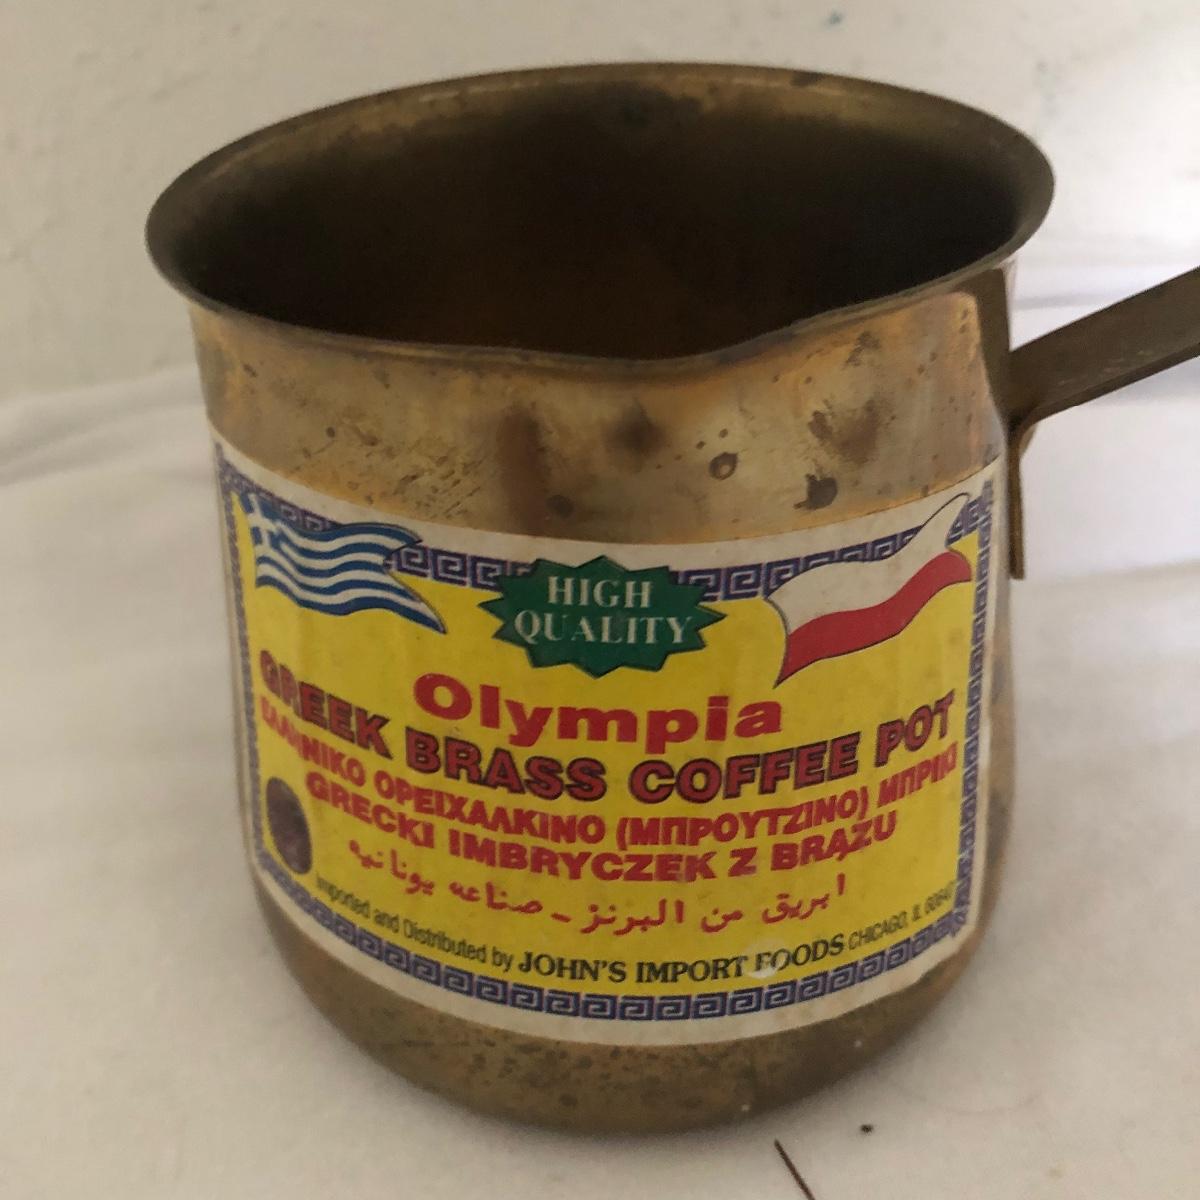 HIGH
QUALITY
Olympia
GREEK BRASS COFFEE POT
ΕΛΛΗΝΙΚΟ ΟΡΕΙΧΑΛΚΙΝΟ (ΜΠΡΟΥΤΖΙΝΟ) ΜΠΡΙΚΙ
GRECKI IMBRYCZEK Z BRĄZU
ابريق من البرنز - صناعه يونانيه
Imported and Distributed by JOHN'S IMPORT FOODS CHICAGO, IL 60647